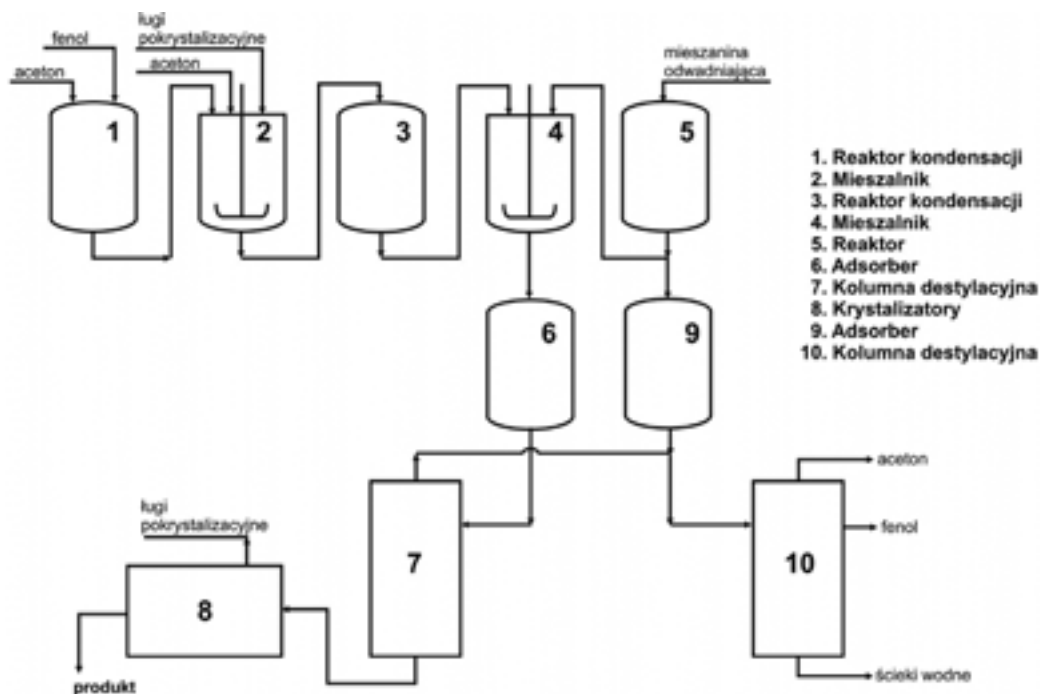 ługi
pokrystalizacyjne
fenol
aceton
aceton
mieszanina
odwadniająca
1
2
3
4
5
1. Reaktor kondensacji
2. Mieszalnik
3. Reaktor kondensacji
4. Mieszalnik
5. Reaktor
6. Adsorber
7. Kolumna destylacyjna
8. Krystalizatory
9. Adsorber
10. Kolumna destylacyjna
6
9
aceton
ługi
pokrystalizacyjne
fenol
7
10
8
produkt
ścieki wodne